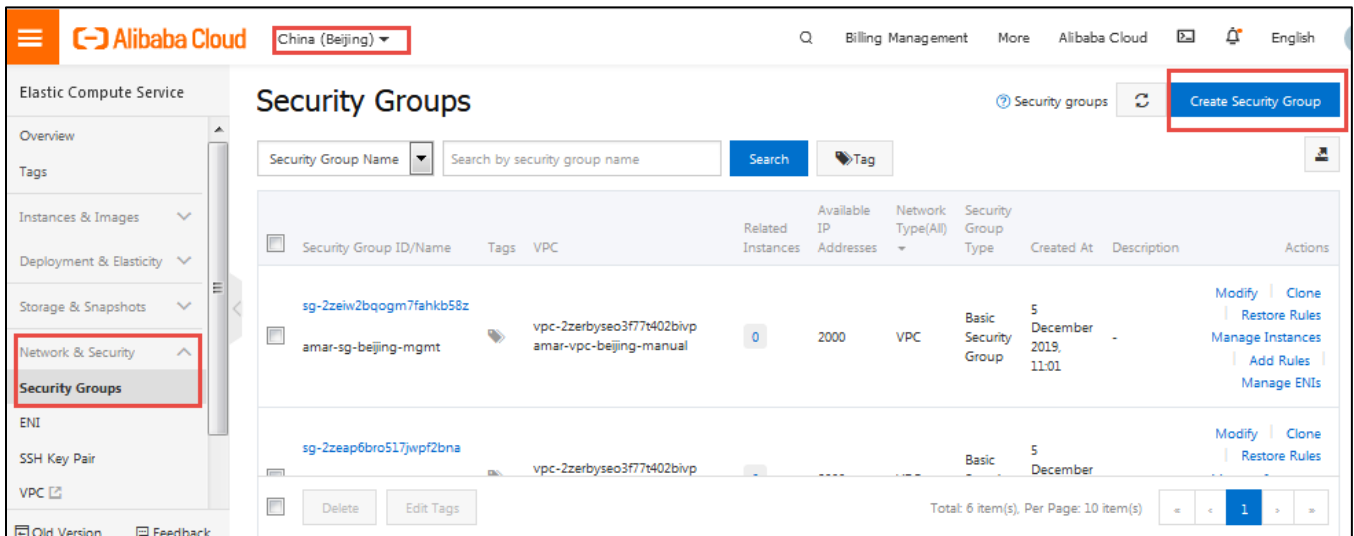 Alibaba Cloud
China (Beijing)
Billing Management
More
Alibaba Cloud
English
Elastic Compute Service
Overview
Tags
Instances & Images
Deployment & Elasticity
Storage & Snapshots
Network & Security
Security Groups
ENI
SSH Key Pair
VPC
Old Version
Feedback
Security Groups
Security groups
Create Security Group
Security Group Name
Search by security group name
Search
Tag
Security Group ID/Name
Tags
VPC
Related
Instances
Available
IP
Addresses
Network
Type(All)
Security
Group
Type
Created At
Description
Actions
sg-2zeiw2bqogm7fahkb58z
amar-sg-beijing-mgmt
vpc-2zerbyseo3f77t402bivp
amar-vpc-beijing-manual
0
2000
VPC
Basic
Security
Group
5
December
2019,
11:01
-
Modify Clone
Restore Rules
Manage Instances
Add Rules
Manage ENIs
sg-2zeap6bro517jwpf2bna
vpc-2zerbyseo3f77t402bivp
Basic
5
December
Modify Clone
Restore Rules
Delete
Edit Tags
Total: 6 item(s), Per Page: 10 item(s)
« ‹ 1 › »